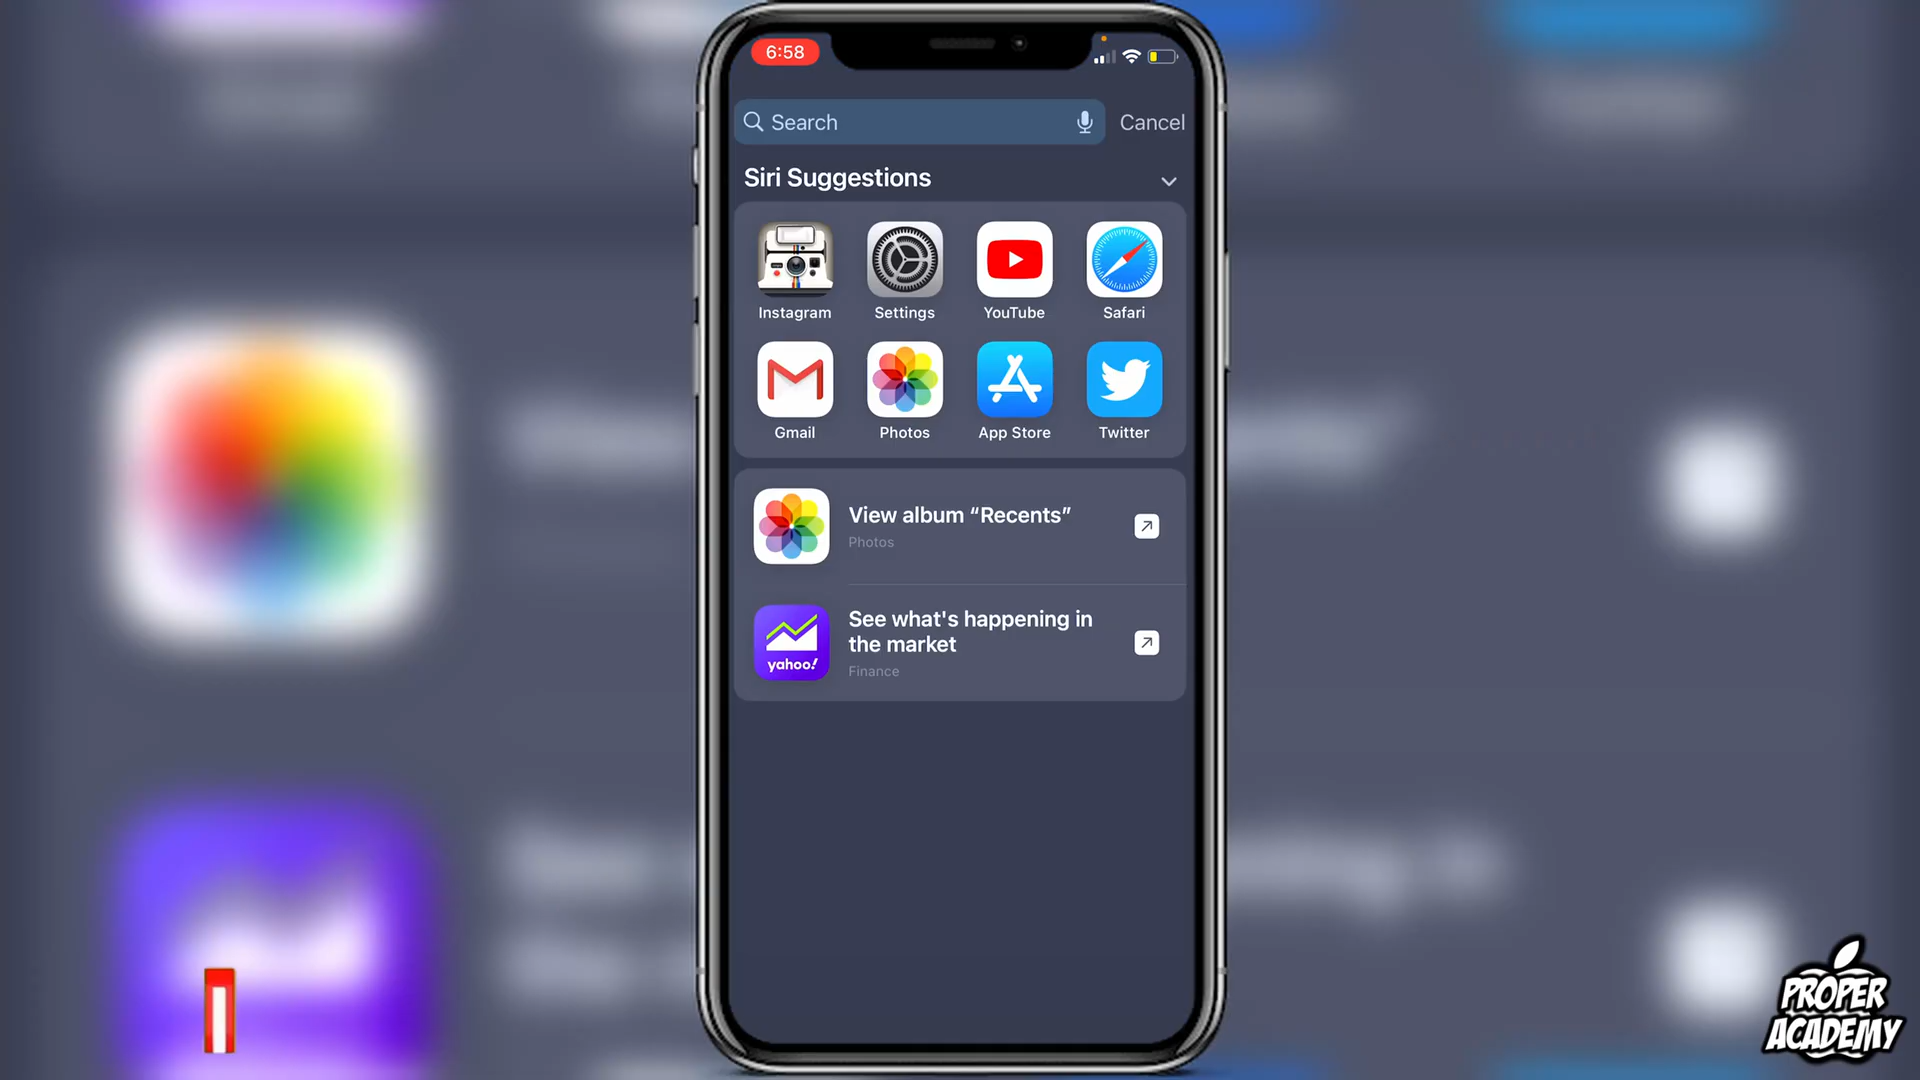 6:58
Search
Cancel
Siri Suggestions
Instagram
Settings
YouTube
Safari
Gmail
Photos
App Store
Twitter
View album “Recents”
Photos
yahoo!
See what's happening in
the market
Finance
PROPER
ACADEMY